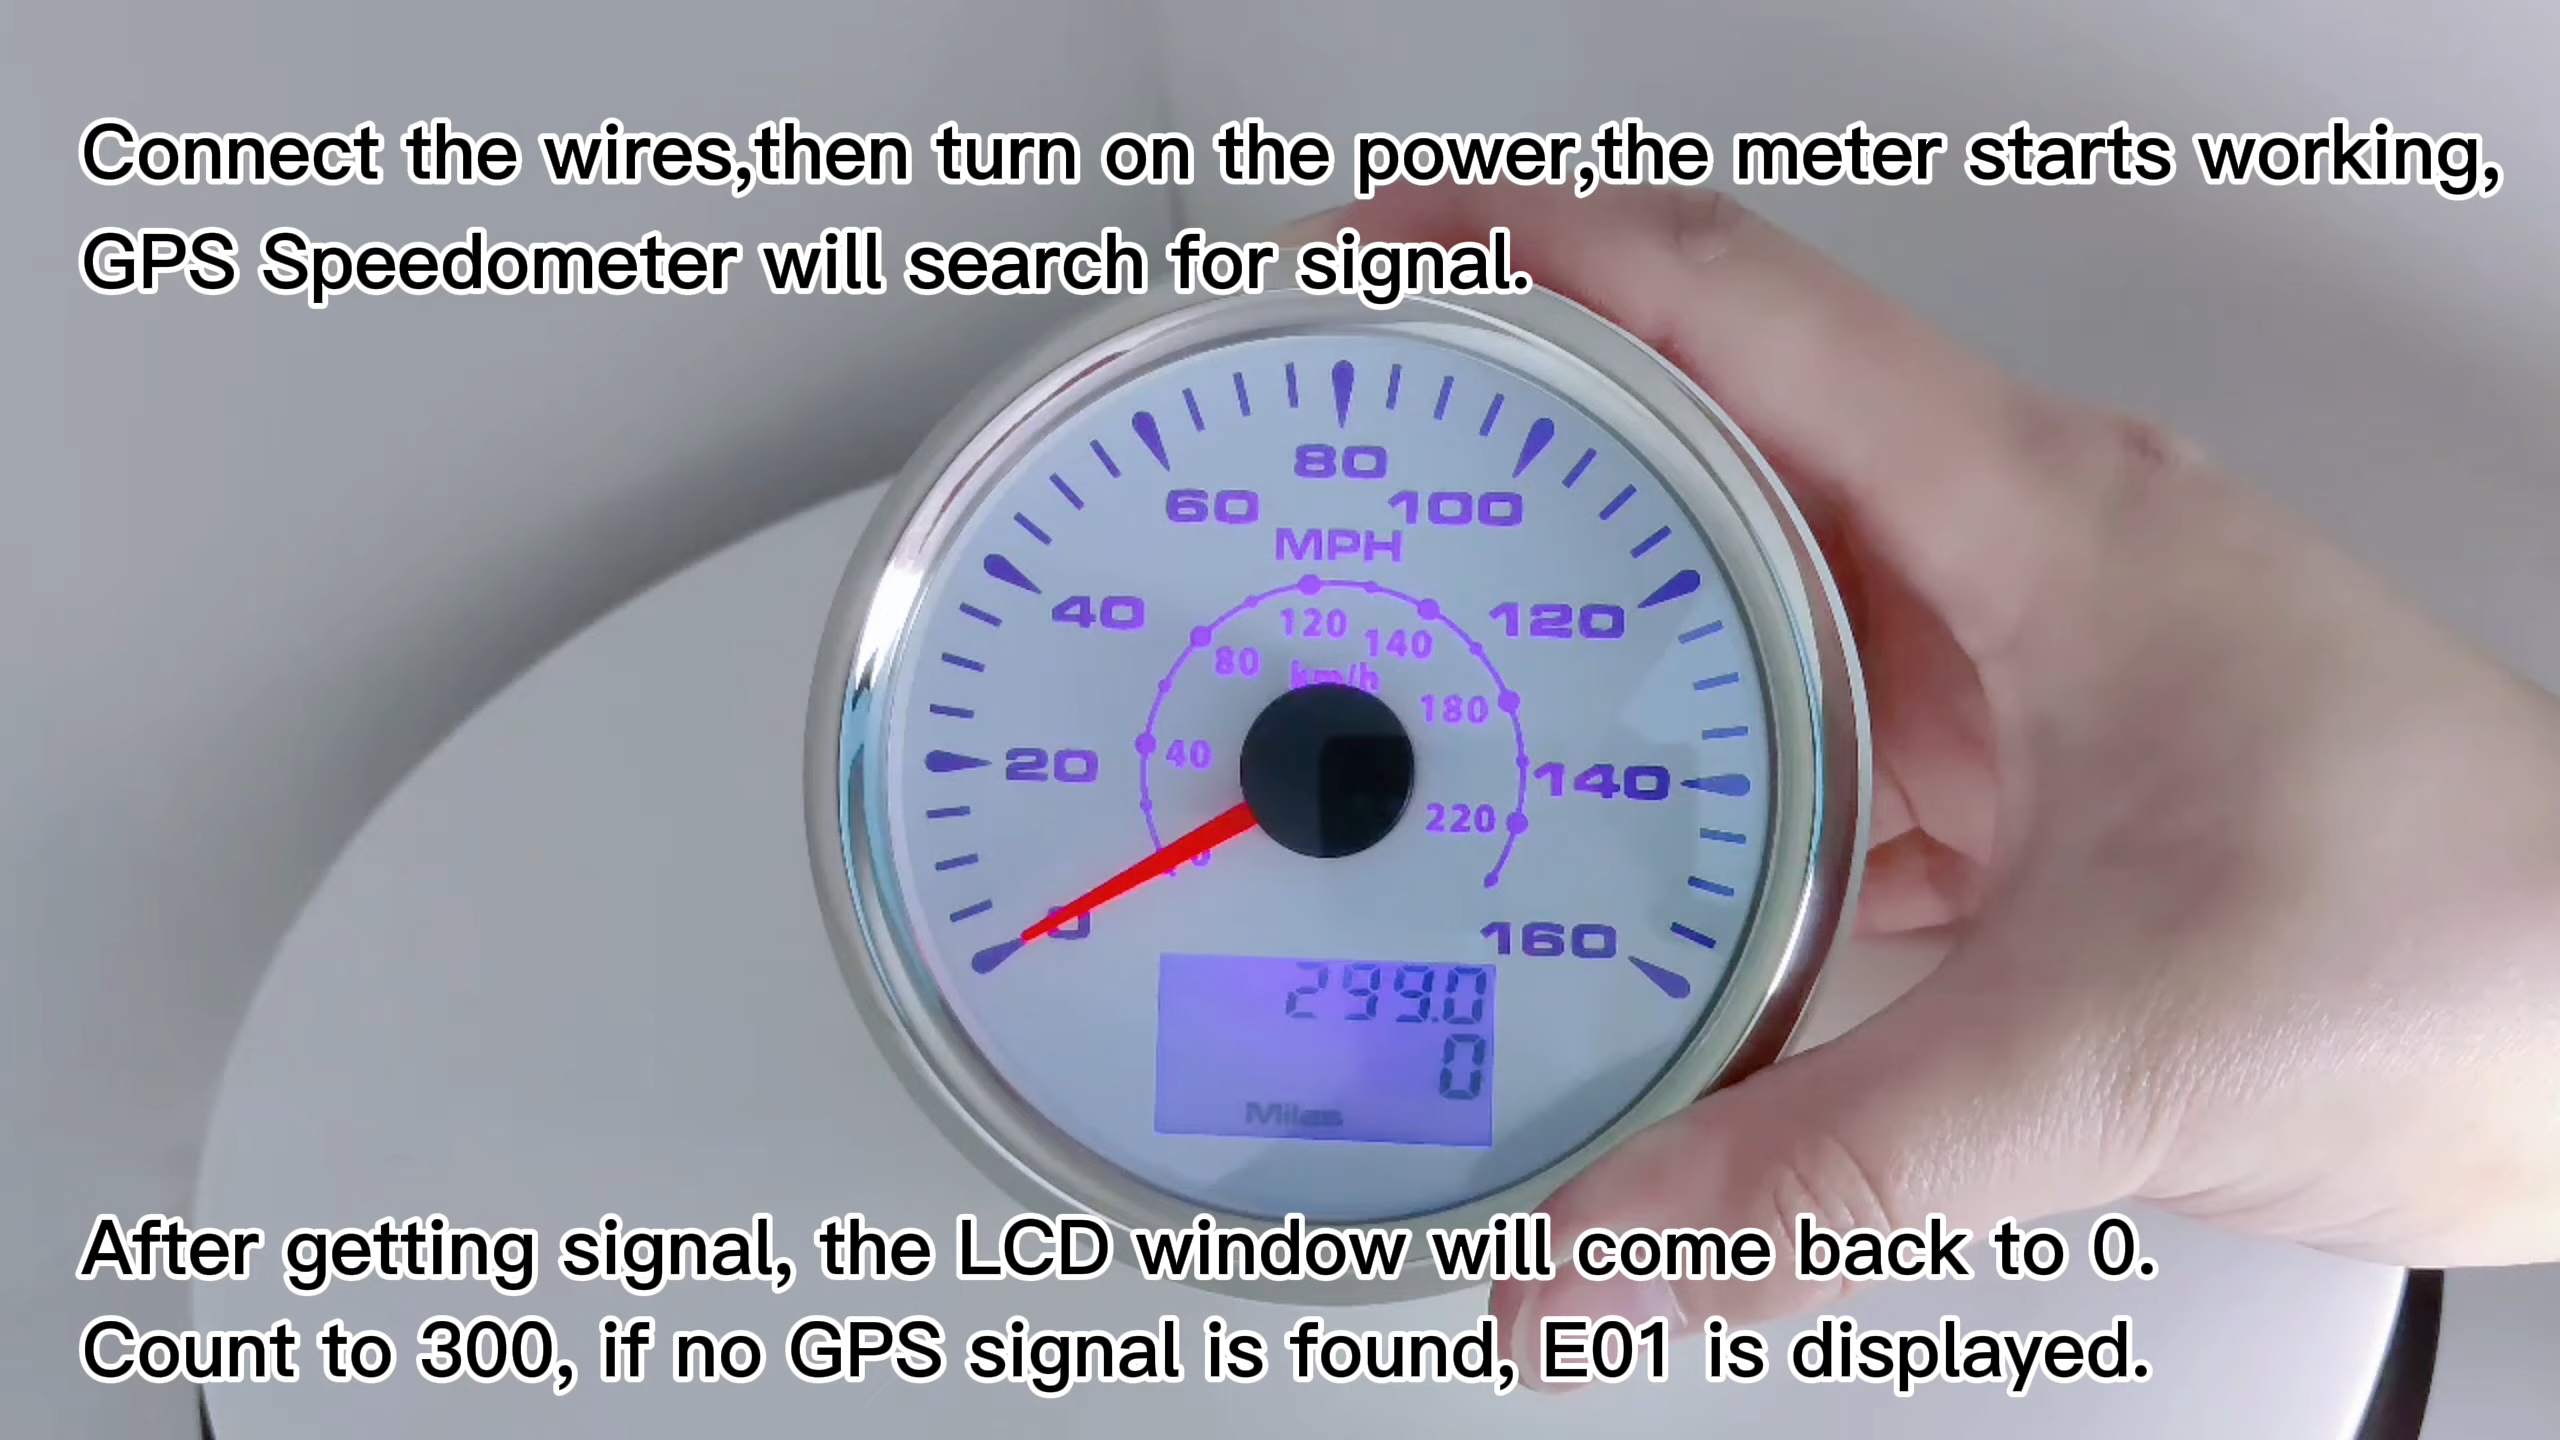 Connect the wires,then turn on the power,the meter starts working,
GPS Speedometer will search for signal.
80
60 100
MPH
40 120
120 140
80 km/h
180
40
20 140
220
0
0
160
299.0
0
Miles
After getting signal, the LCD window will come back to 0.
Count to 300, if no GPS signal is found, E01 is displayed.